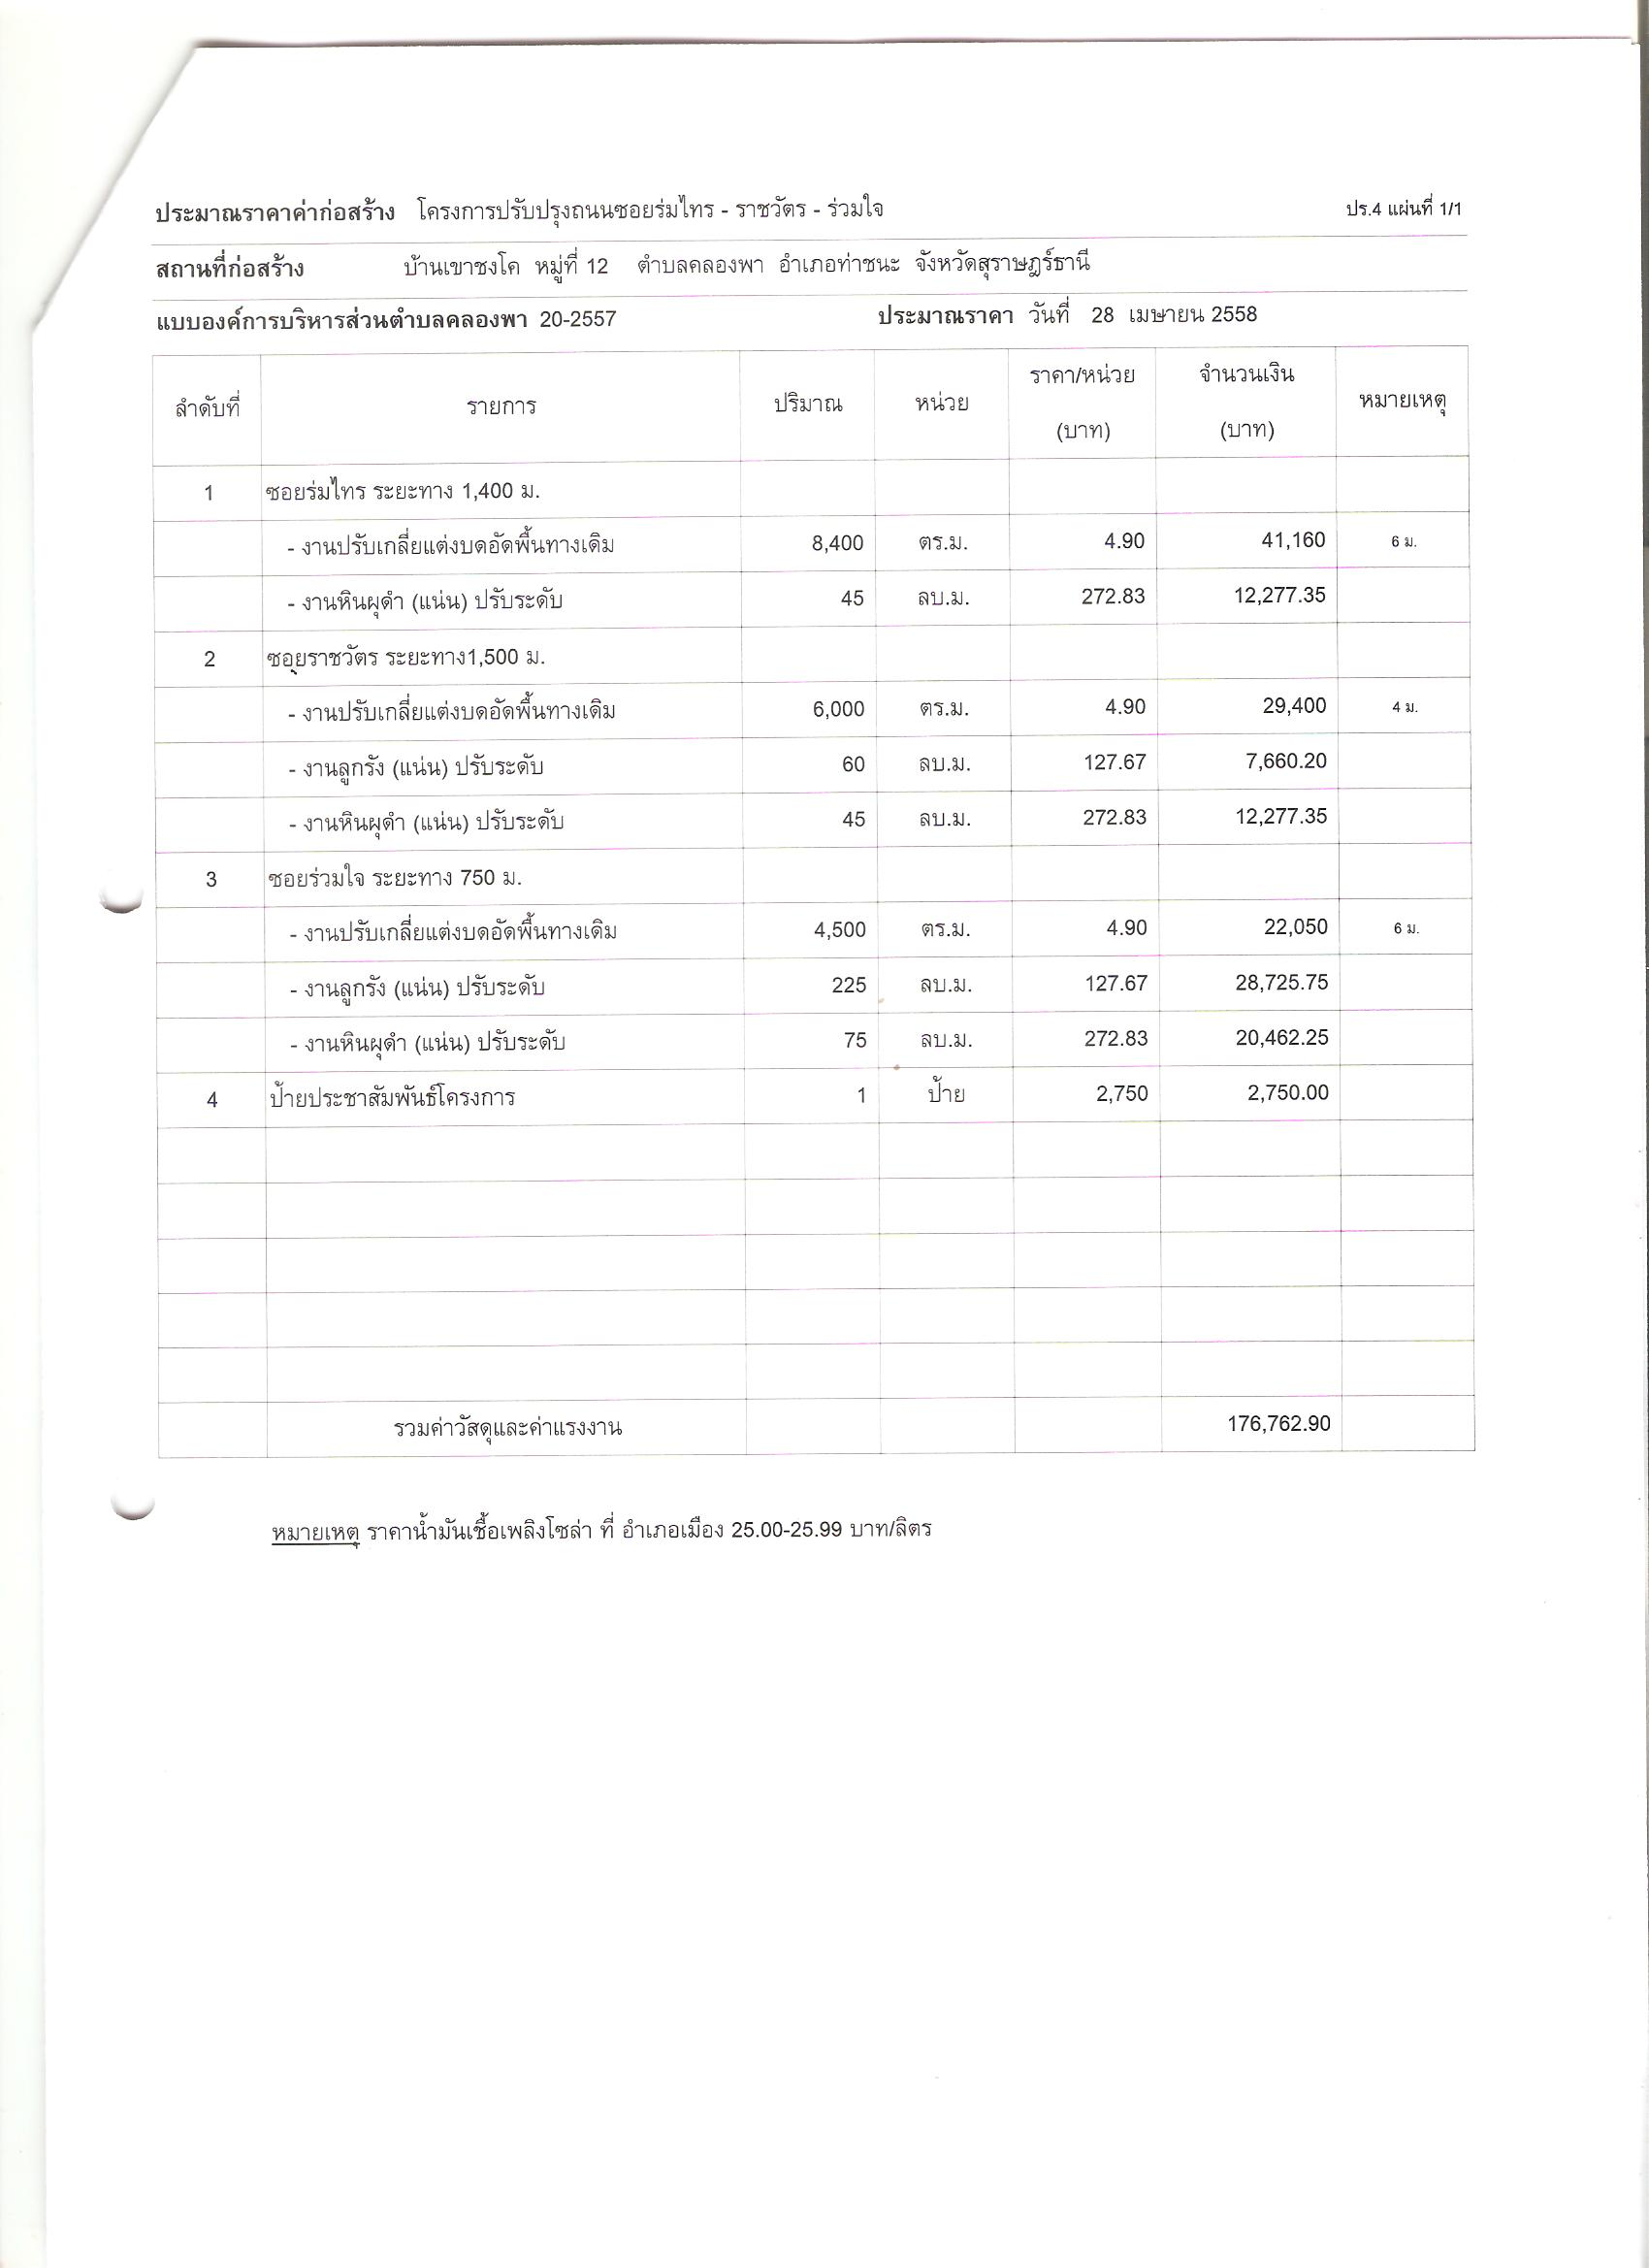 ประมาณราคาค่าก่อสร้าง โครงการปรับปรุงถนนซอยร่มไทร - ราชวัตร - ร่วมใจ ปร.4 แผ่นที่ 1/1
สถานที่ก่อสร้าง บ้านเขาชงโค หมู่ที่ 12 ตำบลคลองพา อำเภอท่าชนะ จังหวัดสุราษฎร์ธานี
แบบองค์การบริหารส่วนตำบลคลองพา 20-2557 ประมาณราคา วันที่ 28 เมษายน 2558
ลำดับที่ รายการ ปริมาณ หน่วย ราคา/หน่วย (บาท) จำนวนเงิน (บาท) หมายเหตุ
1 ซอยร่มไทร ระยะทาง 1,400 ม.
- งานปรับเกลี่ยแต่งบดอัดพื้นทางเดิม 8,400 ตร.ม. 4.90 41,160 6 ม.
- งานหินผุดำ (แน่น) ปรับระดับ 45 ลบ.ม. 272.83 12,277.35
2 ซอยราชวัตร ระยะทาง1,500 ม.
- งานปรับเกลี่ยแต่งบดอัดพื้นทางเดิม 6,000 ตร.ม. 4.90 29,400 4 ม.
- งานลูกรัง (แน่น) ปรับระดับ 60 ลบ.ม. 127.67 7,660.20
- งานหินผุดำ (แน่น) ปรับระดับ 45 ลบ.ม. 272.83 12,277.35
3 ซอยร่วมใจ ระยะทาง 750 ม.
- งานปรับเกลี่ยแต่งบดอัดพื้นทางเดิม 4,500 ตร.ม. 4.90 22,050 6 ม.
- งานลูกรัง (แน่น) ปรับระดับ 225 ลบ.ม. 127.67 28,725.75
- งานหินผุดำ (แน่น) ปรับระดับ 75 ลบ.ม. 272.83 20,462.25
4 ป้ายประชาสัมพันธ์โครงการ 1 ป้าย 2,750 2,750.00
รวมค่าวัสดุและค่าแรงงาน 176,762.90
หมายเหตุ ราคาน้ำมันเชื้อเพลิงโซล่า ที่ อำเภอเมือง 25.00-25.99 บาท/ลิตร